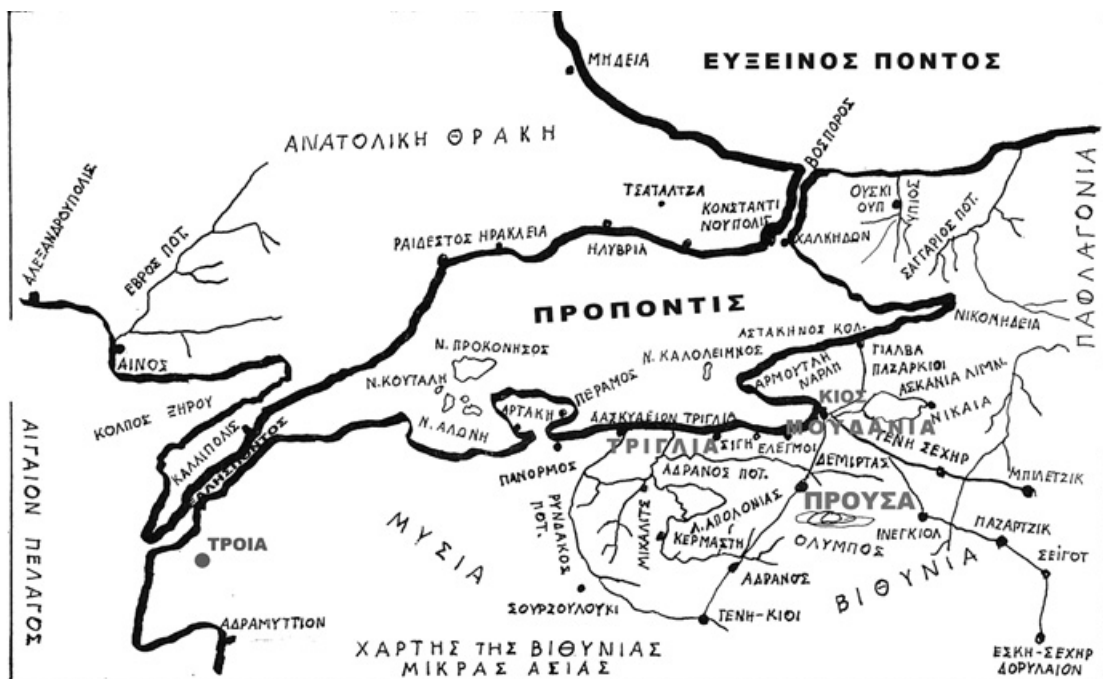 ΜΗΔΕΙΑ
ΕΥΞΕΙΝΟΣ ΠΟΝΤΟΣ
ΑΝΑΤΟΛΙΚΗ ΘΡΑΚΗ
ΒΟΣΠΟΡΟΣ
ΠΑΦΛΑΓΟΝΙΑ
ΑΛΕΞΑΝΔΡΟΥΠΟΛΙΣ
ΕΒΡΟΣ ΠΟΤ.
ΤΣΑΤΑΛΤΖΑ
ΚΩΝΣΤΑΝΤΙ
ΝΟΥΠΟΛΙΣ
ΟΥΣΚΙ
ΟΥΠ
ΥΠΙΟΣ
ΣΑΓΓΑΡΙΟΣ ΠΟΤ.
ΡΑΙΔΕΣΤΟΣ ΗΡΑΚΛΕΙΑ
ΗΛΥΒΡΙΑ
ΧΑΛΚΗΔΩΝ
ΠΡΟΠΟΝΤΙΣ
ΝΙΚΟΜΗΔΕΙΑ
ΑΣΤΑΚΗΝΟΣ ΚΟΛ.
ΑΙΝΟΣ
Ν. ΠΡΟΚΟΝΗΣΟΣ
Ν. ΚΑΛΟΛΕΙΜΝΟΣ
ΓΙΑΛΒΑ
ΠΑΖΑΡΚΙΟΙ
ΑΡΜΟΥΤΛΗ
ΝΑΡΛΗ
ΑΣΚΑΝΙΑ ΛΙΜΝ.
Ν.ΚΟΥΤΑΛΗ
ΠΕΡΑΜΟΣ
ΚΟΛΠΟΣ ΞΗΡΟΥ
ΑΡΤΑΚΗ
Ν. ΑΛΩΝΗ
ΚΙΟΣ
ΝΙΚΑΙΑ
ΚΑΛΛΙΠΟΛΙΣ
ΕΛΛΗΣΠΟΝΤΟΣ
ΔΑΣΚΥΛΕΙΟΝ ΤΡΙΓΛΙΑ
ΜΟΥΔΑΝΙΑ
ΤΡΙΓΛΙΑ
ΣΙΓΗ
ΕΛΕΓΜΟΙ
ΓΕΝΗ ΣΕΧΗΡ
ΠΑΝΟΡΜΟΣ
ΑΔΡΑΝΟΣ ΠΟΤ.
ΔΕΜΙΡΤΑΣ
ΜΠΙΛΕΤΖΙΚ
ΑΙΓΑΙΟΝ ΠΕΛΑΓΟΣ
ΡΥΝΔΑΚΟΣ
ΠΟΤ.
ΜΙΧΑΛΙΤΣ
Λ. ΑΠΟΛΟΝΙΑΣ
ΠΡΟΥΣΑ
ΜΥΣΙΑ
ΚΕΡΜΑΣΤΗ
ΟΛΥΜΠΟΣ
ΙΝΕΓΚΙΟΛ
ΠΑΖΑΡΤΖΙΚ
ΤΡΟΙΑ
ΣΕΙΓΟΤ
ΑΔΡΑΝΟΣ
ΒΙΘΥΝΙΑ
ΣΟΥΡΖΟΥΛΟΥΚΙ
ΓΕΝΗ-ΚΙΟΙ
ΑΔΡΑΜΥΤΤΙΟΝ
ΧΑΡΤΗΣ ΤΗΣ ΒΙΘΥΝΙΑΣ
ΜΙΚΡΑΣ ΑΣΙΑΣ
ΕΣΚΗ-ΣΕΧΗΡ
ΔΟΡΥΛΑΙΟΝ